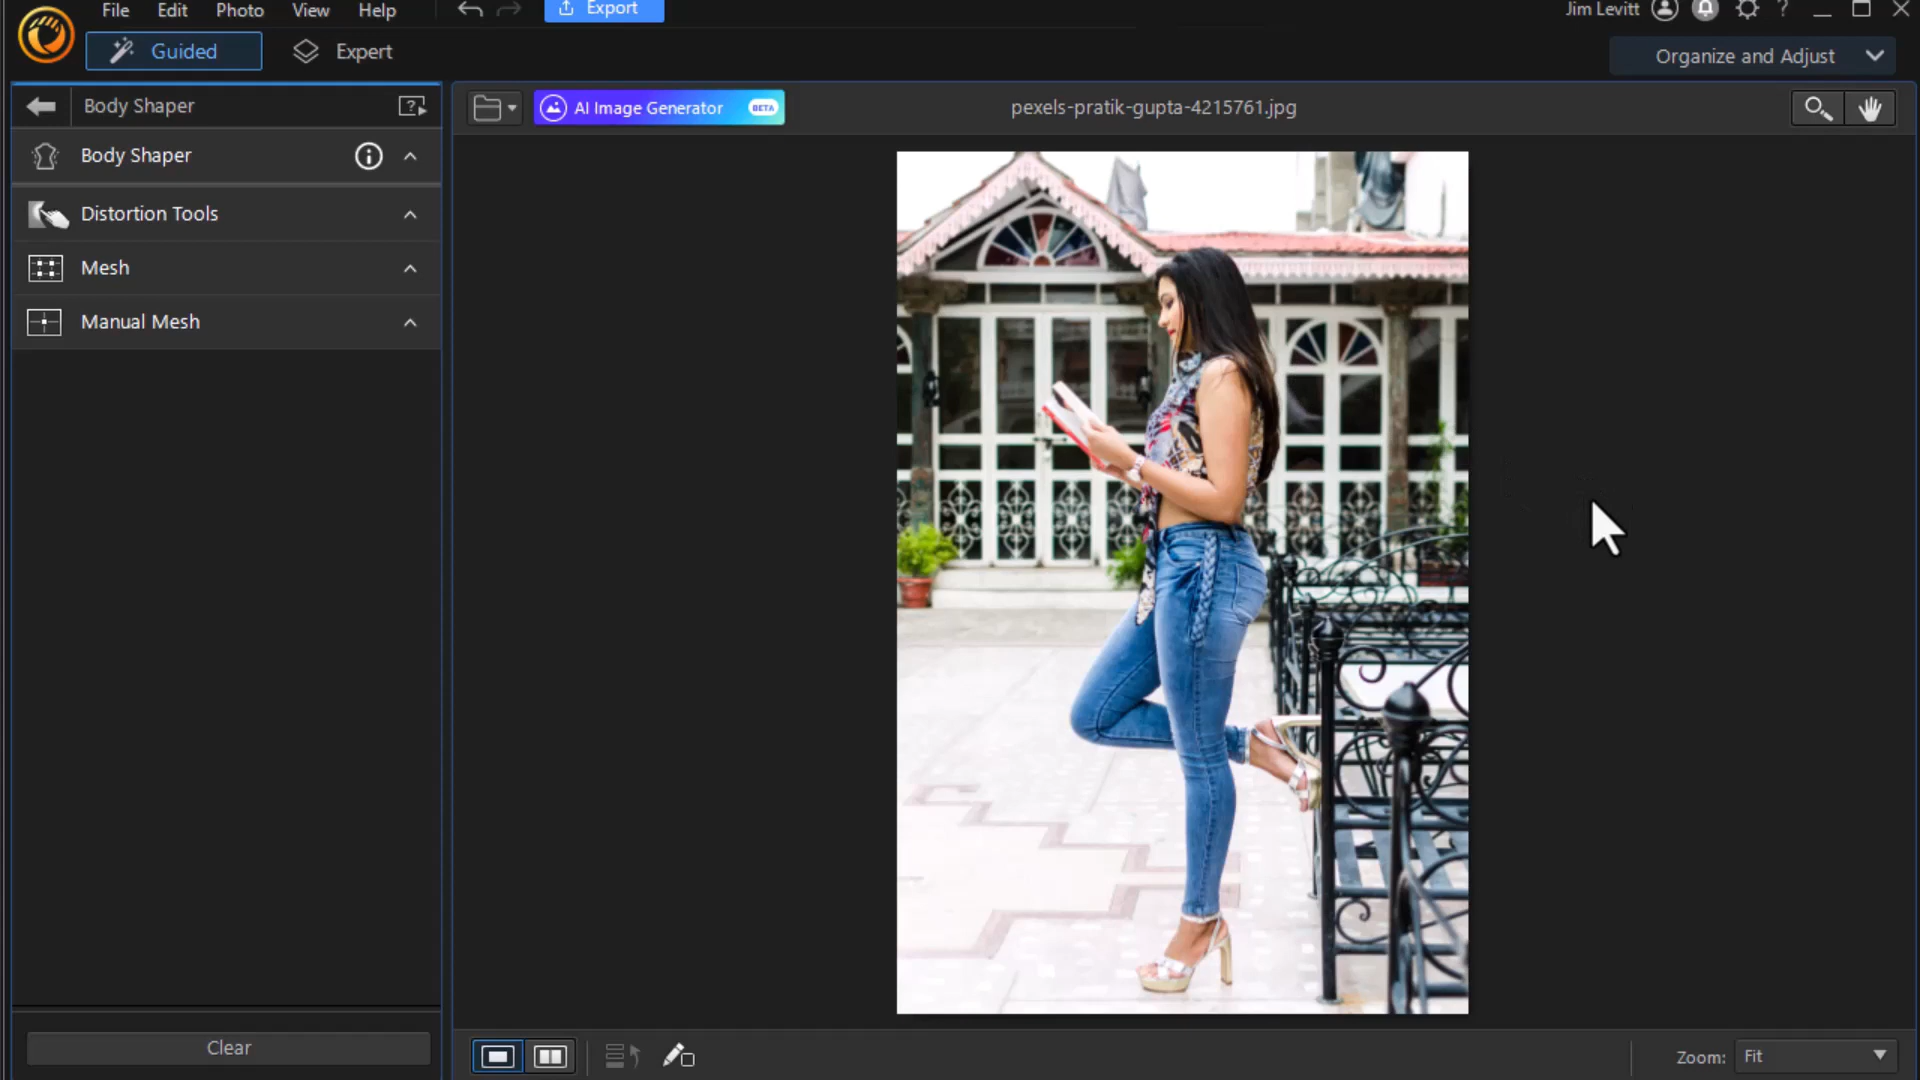 File Edit Photo View Help Export Jim Levitt ?
Guided Expert Organize and Adjust
Body Shaper ? AI Image Generator BETA pexels-pratik-gupta-4215761.jpg
Body Shaper
Distortion Tools
Mesh
Manual Mesh
Clear Zoom: Fit